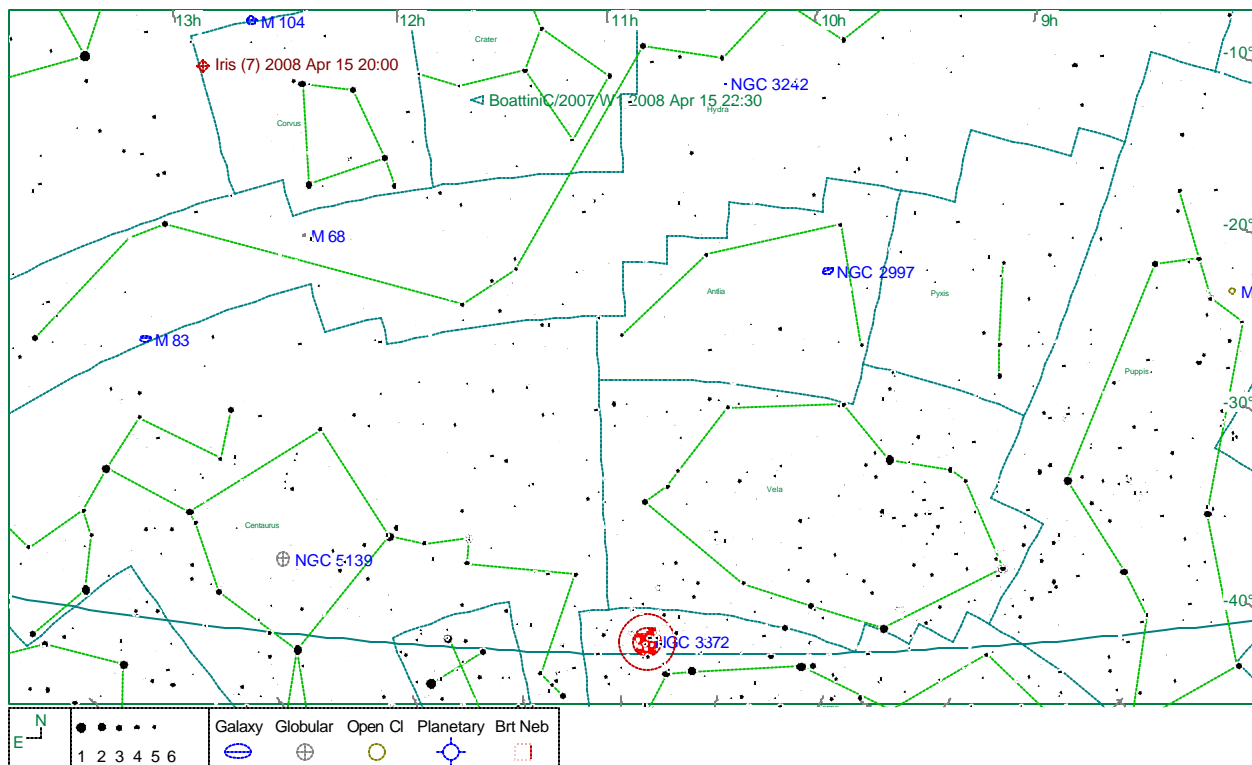 13h 12h 11h 10h 9h
M 104
Crater
-10°
Iris (7) 2008 Apr 15 20:00
NGC 3242
BoattiniC/2007 W1 2008 Apr 15 22:30
Hydra
Corvus
-20°
M 68
NGC 2997
Antlia
Pyxis
M
M 83
Puppis
-30°
Vela
Centaurus
NGC 5139
-40°
NGC 3372
N
E
1 2 3 4 5 6
Galaxy Globular Open Cl Planetary Brt Neb